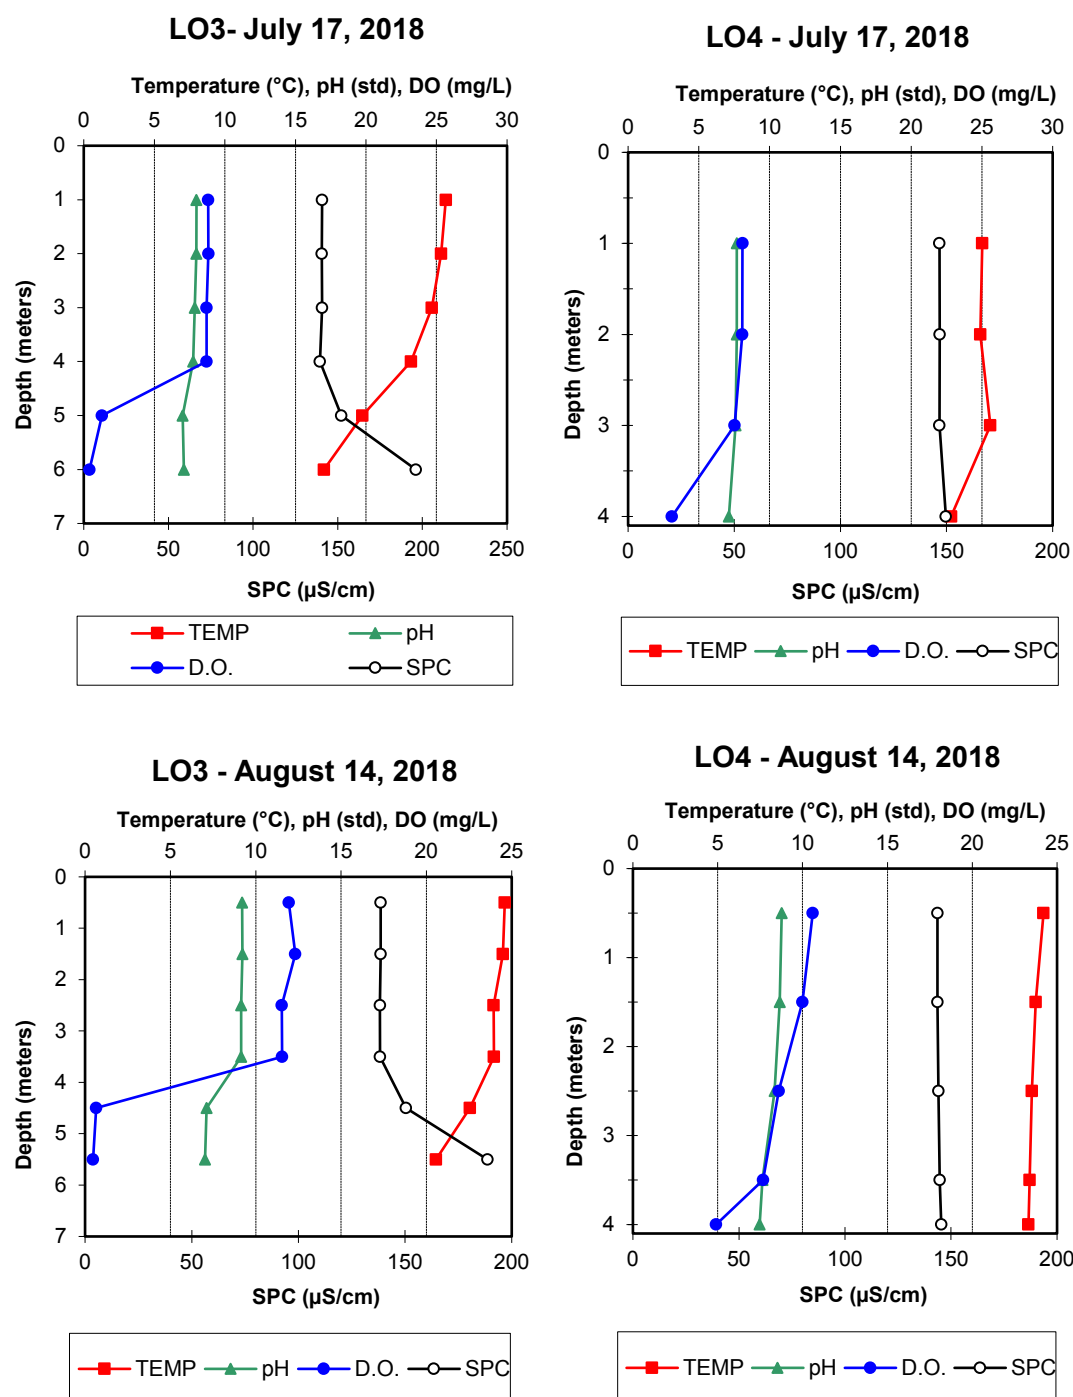 LO3- July 17, 2018
Temperature (°C), pH (std), DO (mg/L)
0 5 10 15 20 25 30
0
1
2
3
4
5
6
7
Depth (meters)
0 50 100 150 200 250
SPC (µS/cm)
TEMP pH
D.O. SPC
LO4 - July 17, 2018
Temperature (°C), pH (std), DO (mg/L)
0 5 10 15 20 25 30
0
1
2
3
4
Depth (meters)
0 50 100 150 200
SPC (µS/cm)
TEMP pH D.O. SPC
LO3 - August 14, 2018
Temperature (°C), pH (std), DO (mg/L)
0 5 10 15 20 25
0
1
2
3
4
5
6
7
Depth (meters)
0 50 100 150 200
SPC (µS/cm)
TEMP pH D.O. SPC
LO4 - August 14, 2018
Temperature (°C), pH (std), DO (mg/L)
0 5 10 15 20 25
0
1
2
3
4
Depth (meters)
0 50 100 150 200
SPC (µS/cm)
TEMP pH D.O. SPC